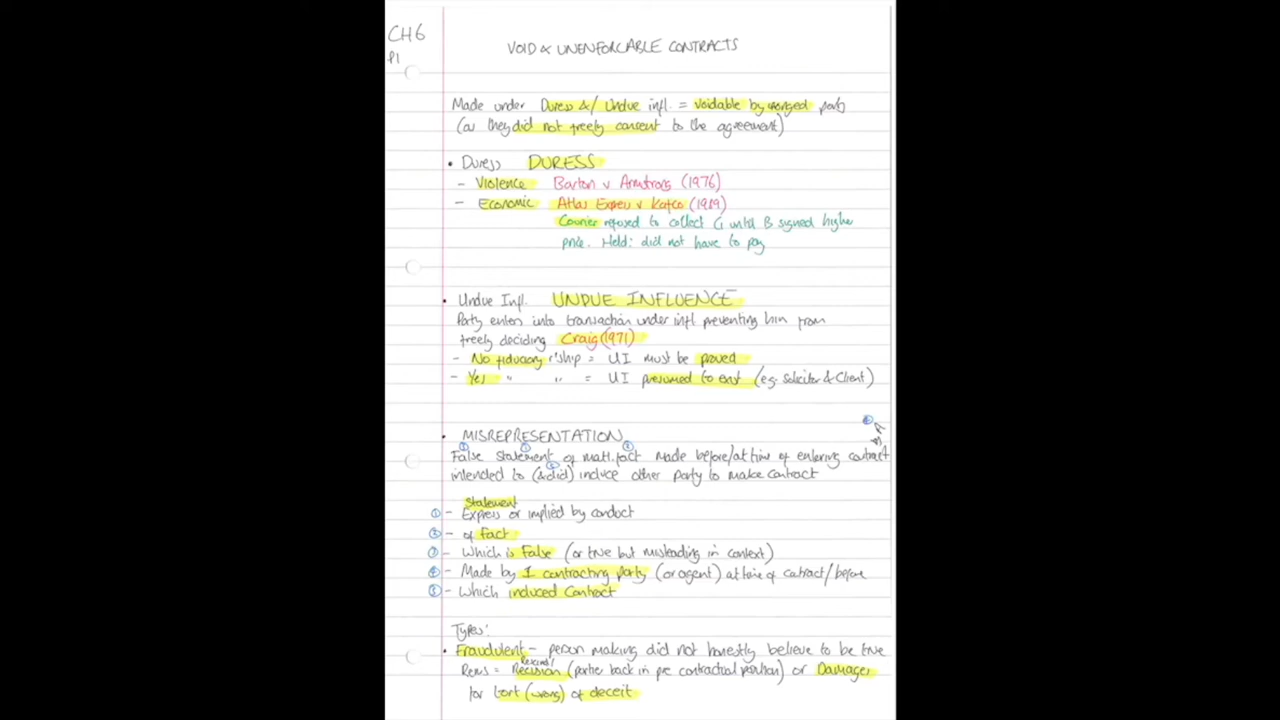 CH6
P1
VOID & UNENFORCABLE CONTRACTS
Made under Duress &/ Undue infl. = voidable by wronged party
(as they did not freely consent to the agreement)
• Duress DURESS
- Violence Barton v Armstrong (1976)
- Economic Atlas Express v Kafco (1989)
Courier refused to collect G until B signed higher
price. Held: did not have to pay
• Undue Infl. UNDUE INFLUENCE
Party enters into transaction under infl preventing him from
freely deciding Craig (1971)
- No fiduciary r'ship = UI must be proved
- Yes " " = UI presumed to exist (e.g. Solicitor & Client)
• MISREPRESENTATION
False statement of matt. fact made before/at time of entering contract
intended to (& did) induce other party to make contract
Statement
① - Express or implied by conduct
② - of Fact
③ - Which is False (or true but misleading in context)
④ - Made by 1 contracting party (or agent) at time of contract/before
⑤ - Which induced Contract
Types:
• Fraudulent - person making did not honestly believe to be true
Rems = Recission (parties back in pre contractual position) or Damages
for tort (wrong) of deceit